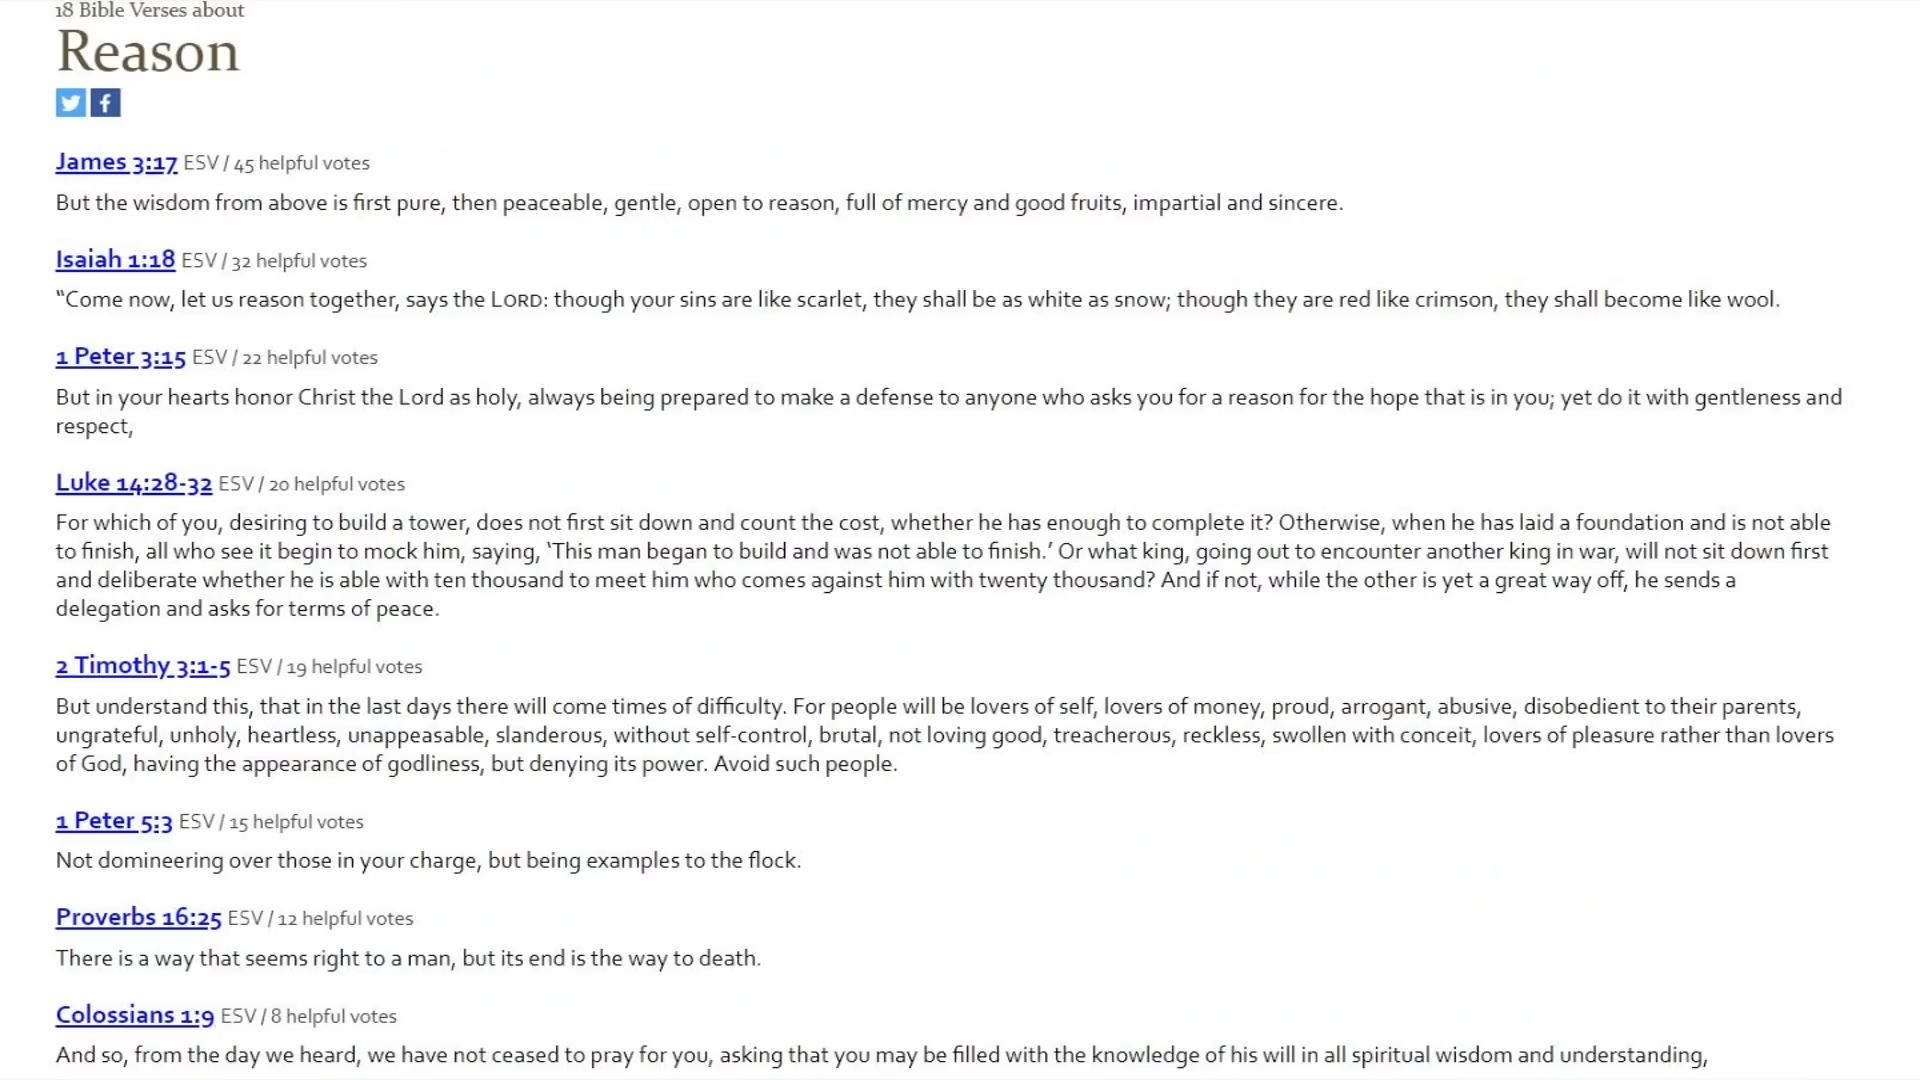 18 Bible Verses about
Reason
James 3:17 ESV / 45 helpful votes
But the wisdom from above is first pure, then peaceable, gentle, open to reason, full of mercy and good fruits, impartial and sincere.
Isaiah 1:18 ESV / 32 helpful votes
“Come now, let us reason together, says the LORD: though your sins are like scarlet, they shall be as white as snow; though they are red like crimson, they shall become like wool.
1 Peter 3:15 ESV / 22 helpful votes
But in your hearts honor Christ the Lord as holy, always being prepared to make a defense to anyone who asks you for a reason for the hope that is in you; yet do it with gentleness and
respect,
Luke 14:28-32 ESV / 20 helpful votes
For which of you, desiring to build a tower, does not first sit down and count the cost, whether he has enough to complete it? Otherwise, when he has laid a foundation and is not able
to finish, all who see it begin to mock him, saying, ‘This man began to build and was not able to finish.’ Or what king, going out to encounter another king in war, will not sit down first
and deliberate whether he is able with ten thousand to meet him who comes against him with twenty thousand? And if not, while the other is yet a great way off, he sends a
delegation and asks for terms of peace.
2 Timothy 3:1-5 ESV / 19 helpful votes
But understand this, that in the last days there will come times of difficulty. For people will be lovers of self, lovers of money, proud, arrogant, abusive, disobedient to their parents,
ungrateful, unholy, heartless, unappeasable, slanderous, without self-control, brutal, not loving good, treacherous, reckless, swollen with conceit, lovers of pleasure rather than lovers
of God, having the appearance of godliness, but denying its power. Avoid such people.
1 Peter 5:3 ESV / 15 helpful votes
Not domineering over those in your charge, but being examples to the flock.
Proverbs 16:25 ESV / 12 helpful votes
There is a way that seems right to a man, but its end is the way to death.
Colossians 1:9 ESV / 8 helpful votes
And so, from the day we heard, we have not ceased to pray for you, asking that you may be filled with the knowledge of his will in all spiritual wisdom and understanding,